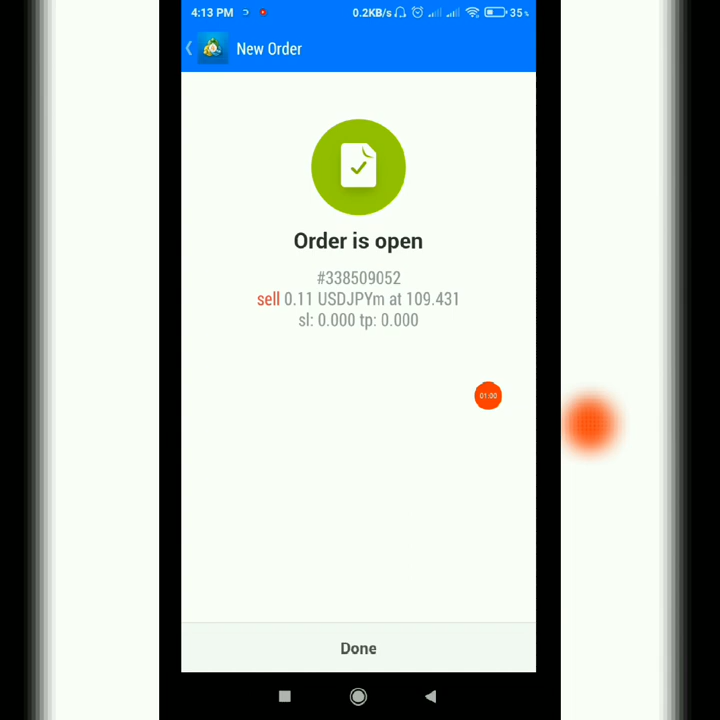 4:13 PM 0.2KB/s 35%
New Order
Order is open
#338509052
sell 0.11 USDJPYm at 109.431
sl: 0.000 tp: 0.000
01:00
Done